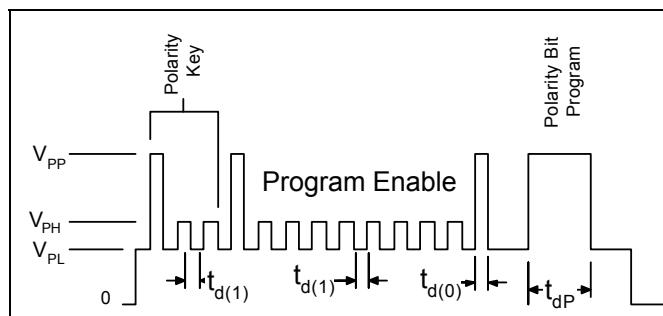 Polarity
Key
Polarity Bit
Program
V_PP
Program Enable
V_PH
V_PL
0
t_d(1)
t_d(1)
t_d(0)
t_dP